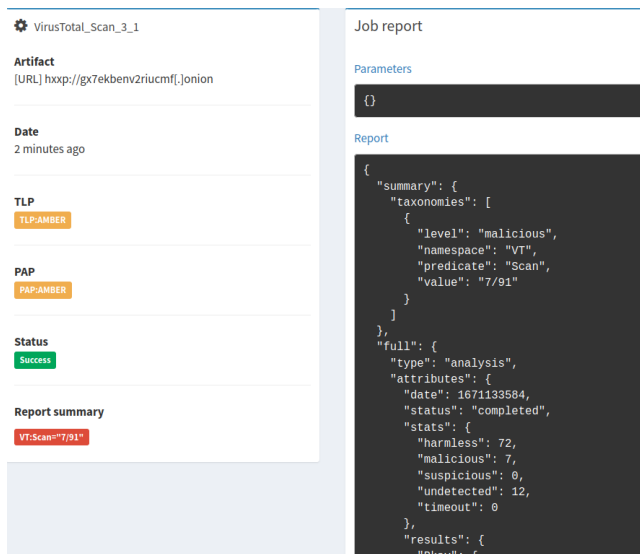 VirusTotal_Scan_3_1
Artifact
[URL] hxxp://gx7ekbenv2riucmf[.]onion
Date
2 minutes ago
TLP
TLP:AMBER
PAP
PAP:AMBER
Status
Success
Report summary
VT:Scan="7/91"
Job report
Parameters
{}
Report
{
"summary": {
"taxonomies": [
{
"level": "malicious",
"namespace": "VT",
"predicate": "Scan",
"value": "7/91"
}
]
},
"full": {
"type": "analysis",
"attributes": {
"date": 1671133584,
"status": "completed",
"stats": {
"harmless": 72,
"malicious": 7,
"suspicious": 0,
"undetected": 12,
"timeout": 0
},
"results": {